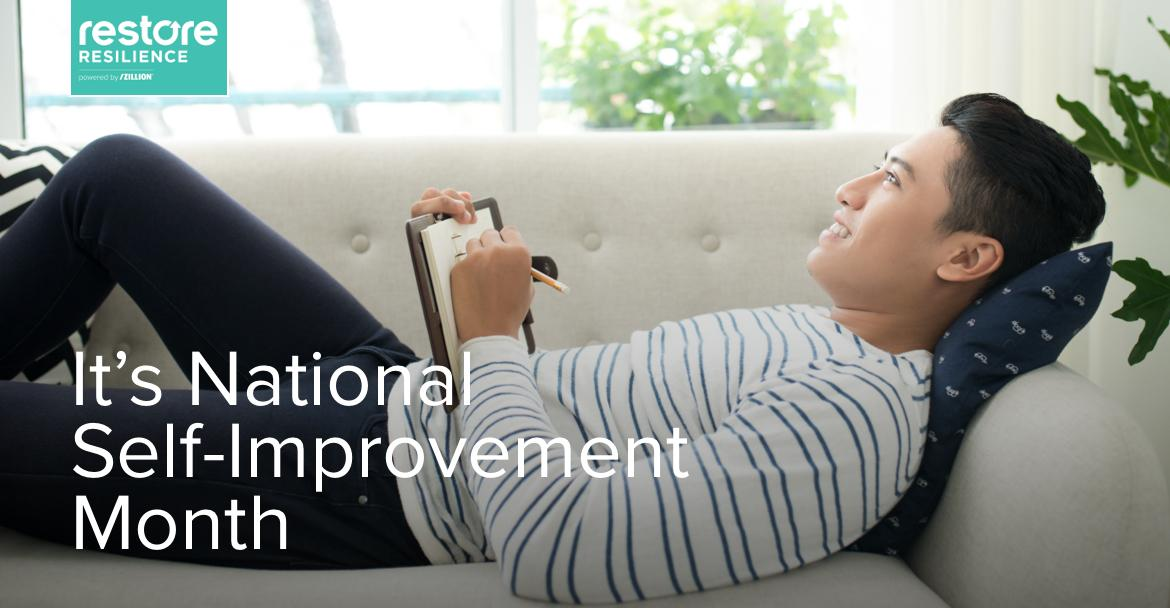 restore
RESILIENCE
powered by /ZILLION
It's National
Self-Improvement
Month